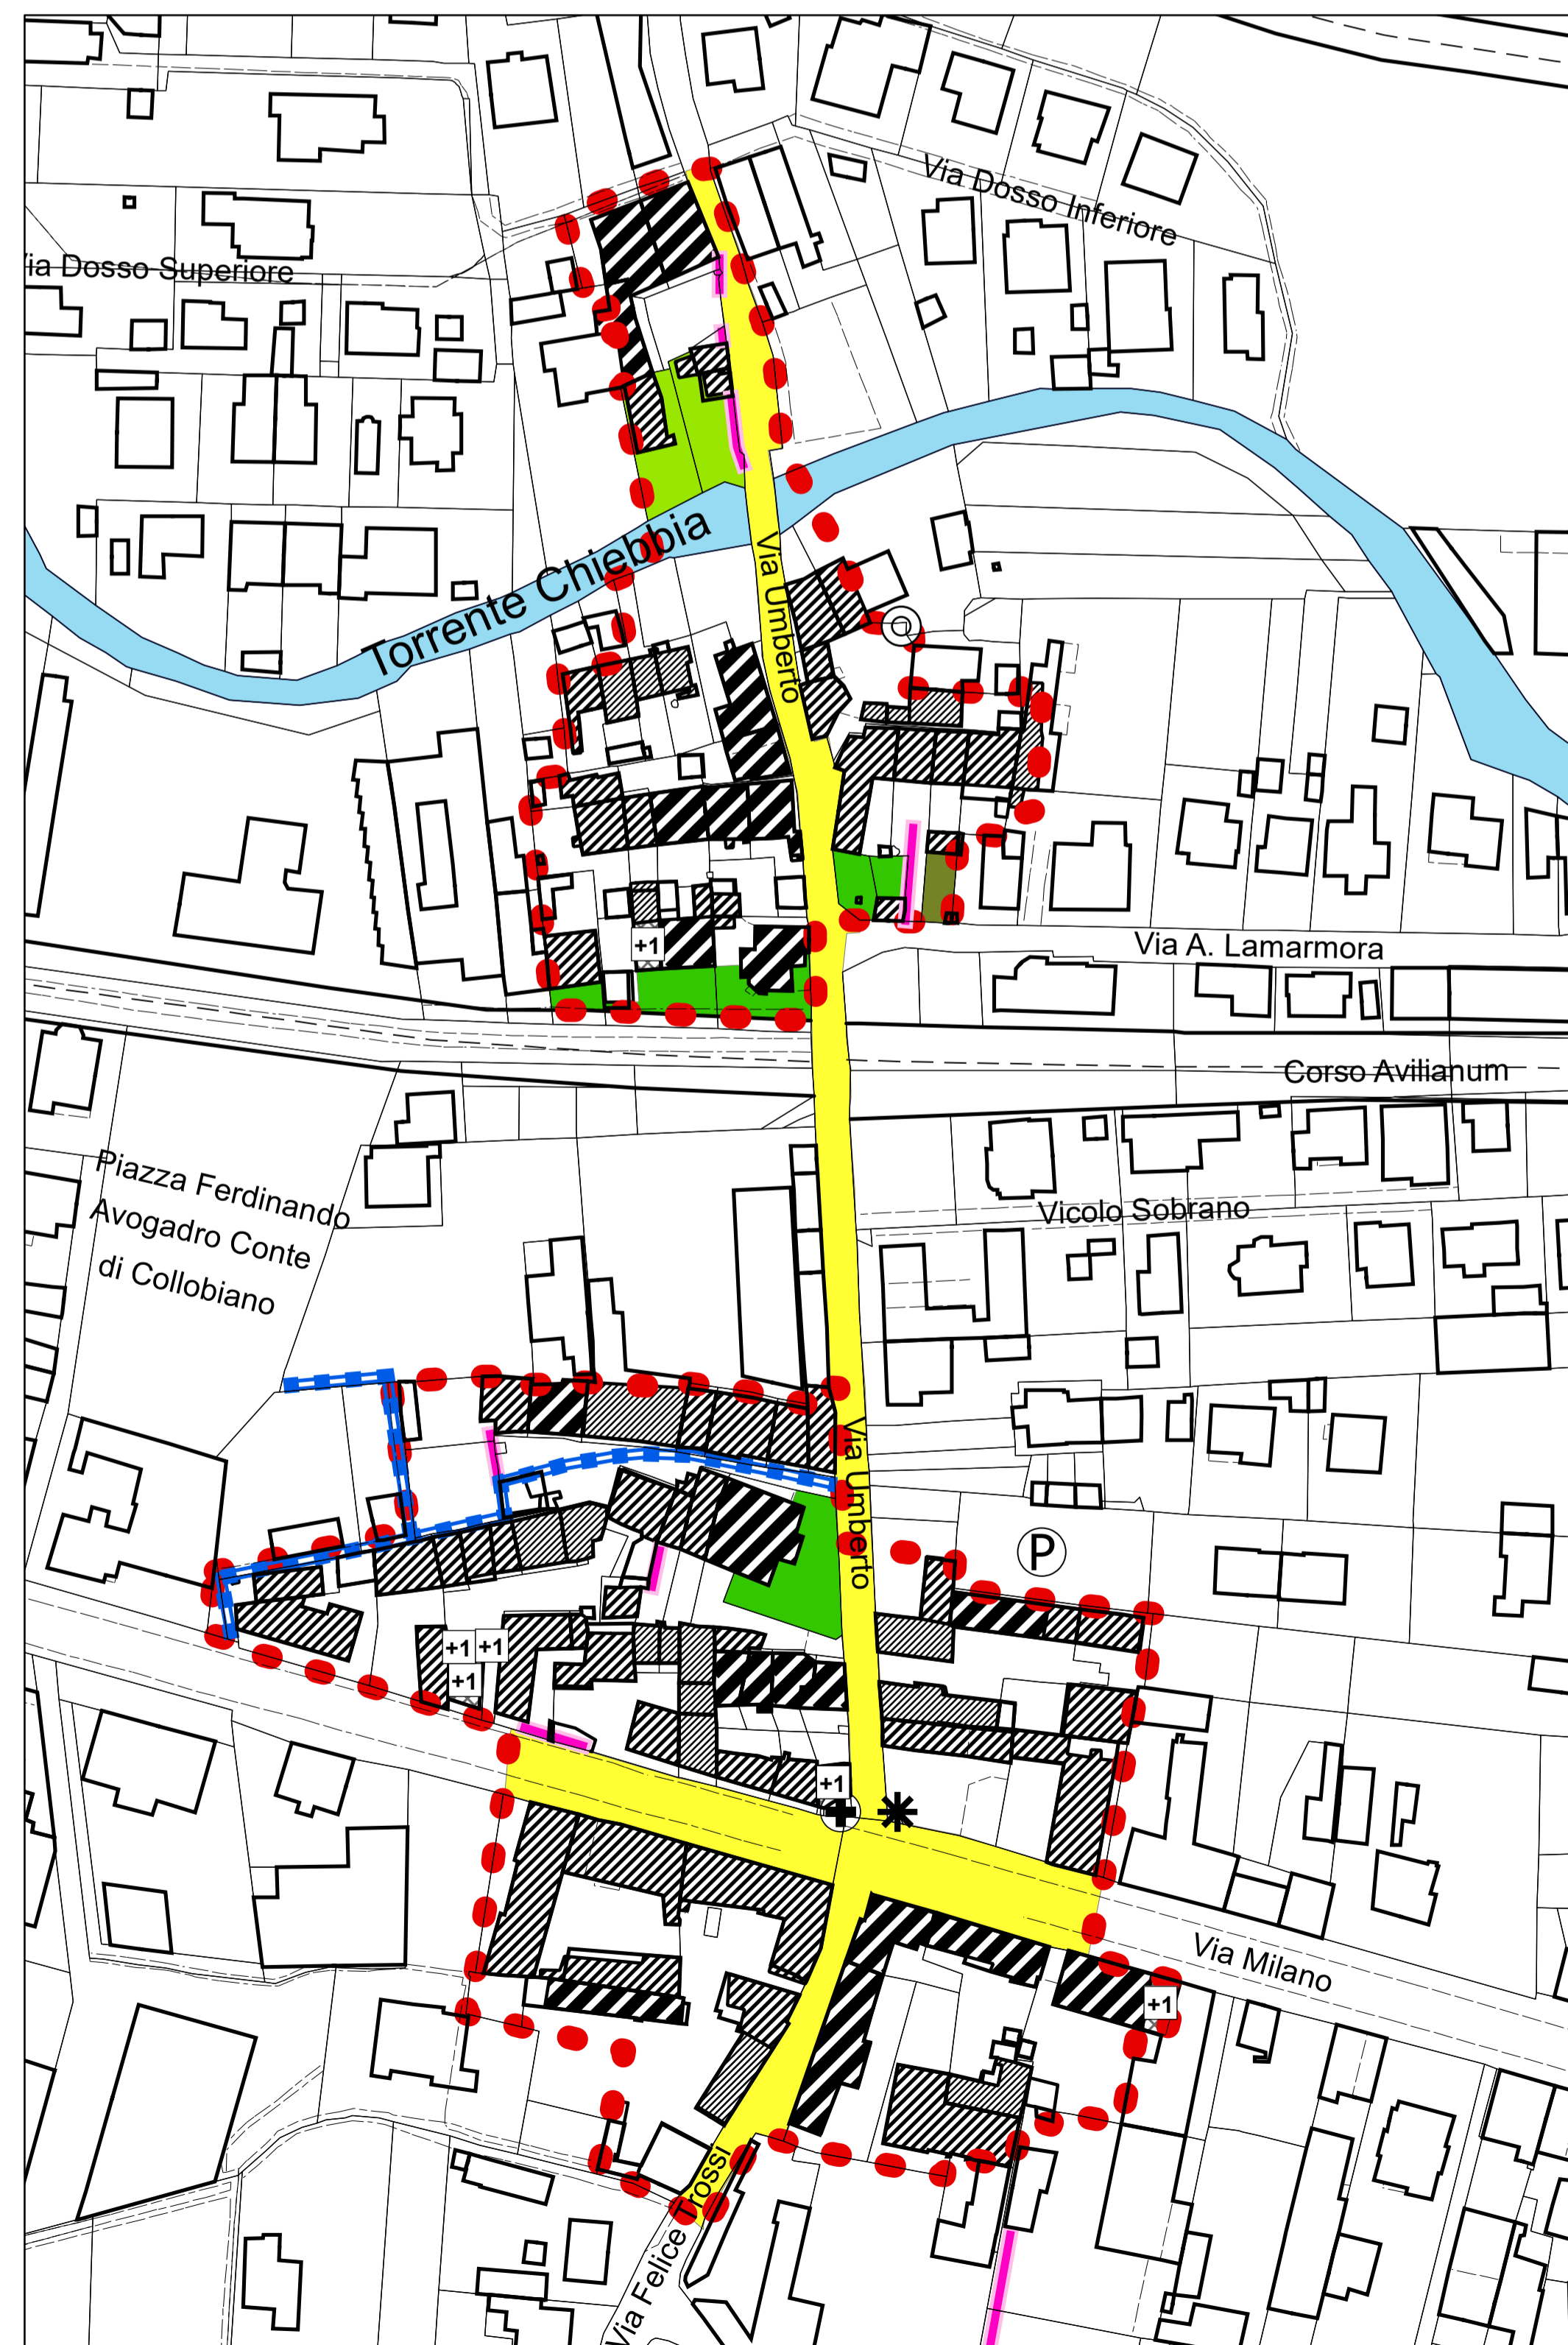 Via Dosso Inferiore
ia Dosso Superiore
Torrente Chiebbia
Via Umberto
+1
Via A. Lamarmora
Corso Avilianum
Piazza Ferdinando
Avogadro Conte
di Collobiano
Vicolo Sobrano
Via Umberto
P
+1
+1
+1
+1
Via Milano
+1
Via Felice Trossi